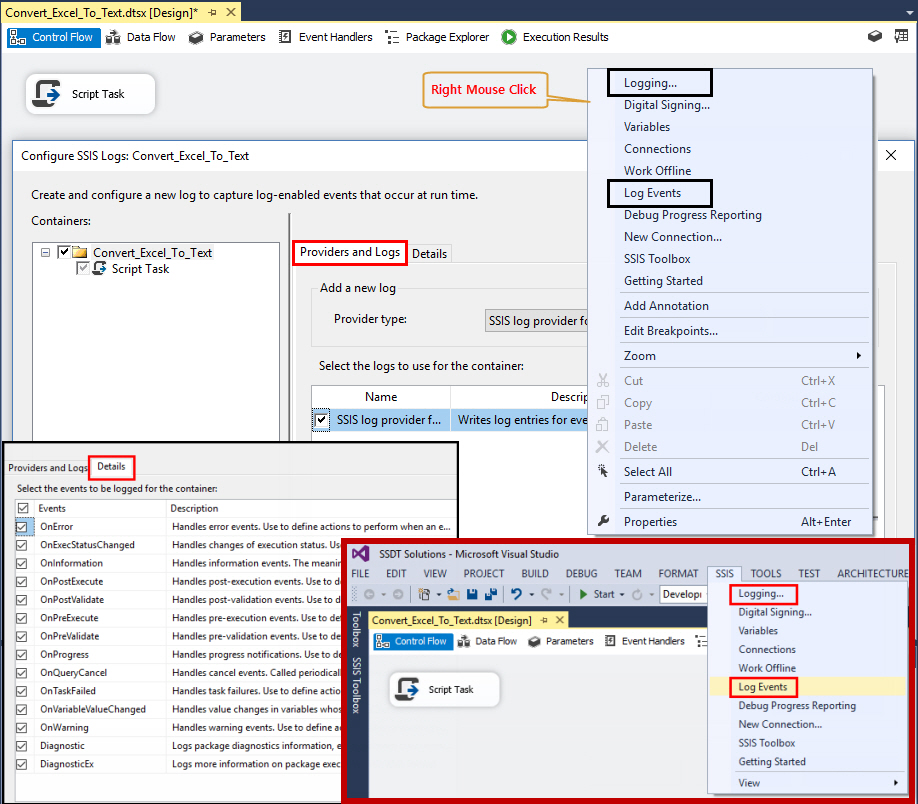 Convert_Excel_To_Text.dtsx [Design]*
Control Flow Data Flow Parameters Event Handlers Package Explorer Execution Results
Script Task
Right Mouse Click
Logging...
Digital Signing...
Variables
Connections
Work Offline
Log Events
Debug Progress Reporting
New Connection...
SSIS Toolbox
Getting Started
Add Annotation
Edit Breakpoints...
Zoom
Cut Ctrl+X
Copy Ctrl+C
Paste Ctrl+V
Delete Del
Select All Ctrl+A
Parameterize...
Properties Alt+Enter
Configure SSIS Logs: Convert_Excel_To_Text
Create and configure a new log to capture log-enabled events that occur at run time.
Containers:
Convert_Excel_To_Text
Script Task
Providers and Logs Details
Add a new log
Provider type: SSIS log provider fo
Select the logs to use for the container:
Name Descrip
SSIS log provider f... Writes log entries for eve
Providers and Logs Details
Select the events to be logged for the container:
Events Description
OnError Handles error events. Use to define actions to perform when an e...
OnExecStatusChanged Handles changes of execution status. Use
OnInformation Handles information events. The meanin
OnPostExecute Handles post-execution events. Use to d
OnPostValidate Handles post-validation events. Use to de
OnPreExecute Handles pre-execution events. Use to de
OnPreValidate Handles pre-validation events. Use to de
OnProgress Handles progress notifications. Use to de
OnQueryCancel Handles cancel events. Called periodicall
OnTaskFailed Handles task failures. Use to define actio
OnVariableValueChanged Handles value changes in variables whos
OnWarning Handles warning events. Use to define ac
Diagnostic Logs package diagnostics information, e
DiagnosticEx Logs more information on package exec
SSDT Solutions - Microsoft Visual Studio
FILE EDIT VIEW PROJECT BUILD DEBUG TEAM FORMAT SSIS TOOLS TEST ARCHITECTURE
Start Developi
Toolbox
SSIS Toolbox
Convert_Excel_To_Text.dtsx [Design]
Control Flow Data Flow Parameters Event Handlers
Script Task
Logging...
Digital Signing...
Variables
Connections
Work Offline
Log Events
Debug Progress Reporting
New Connection...
SSIS Toolbox
Getting Started
View